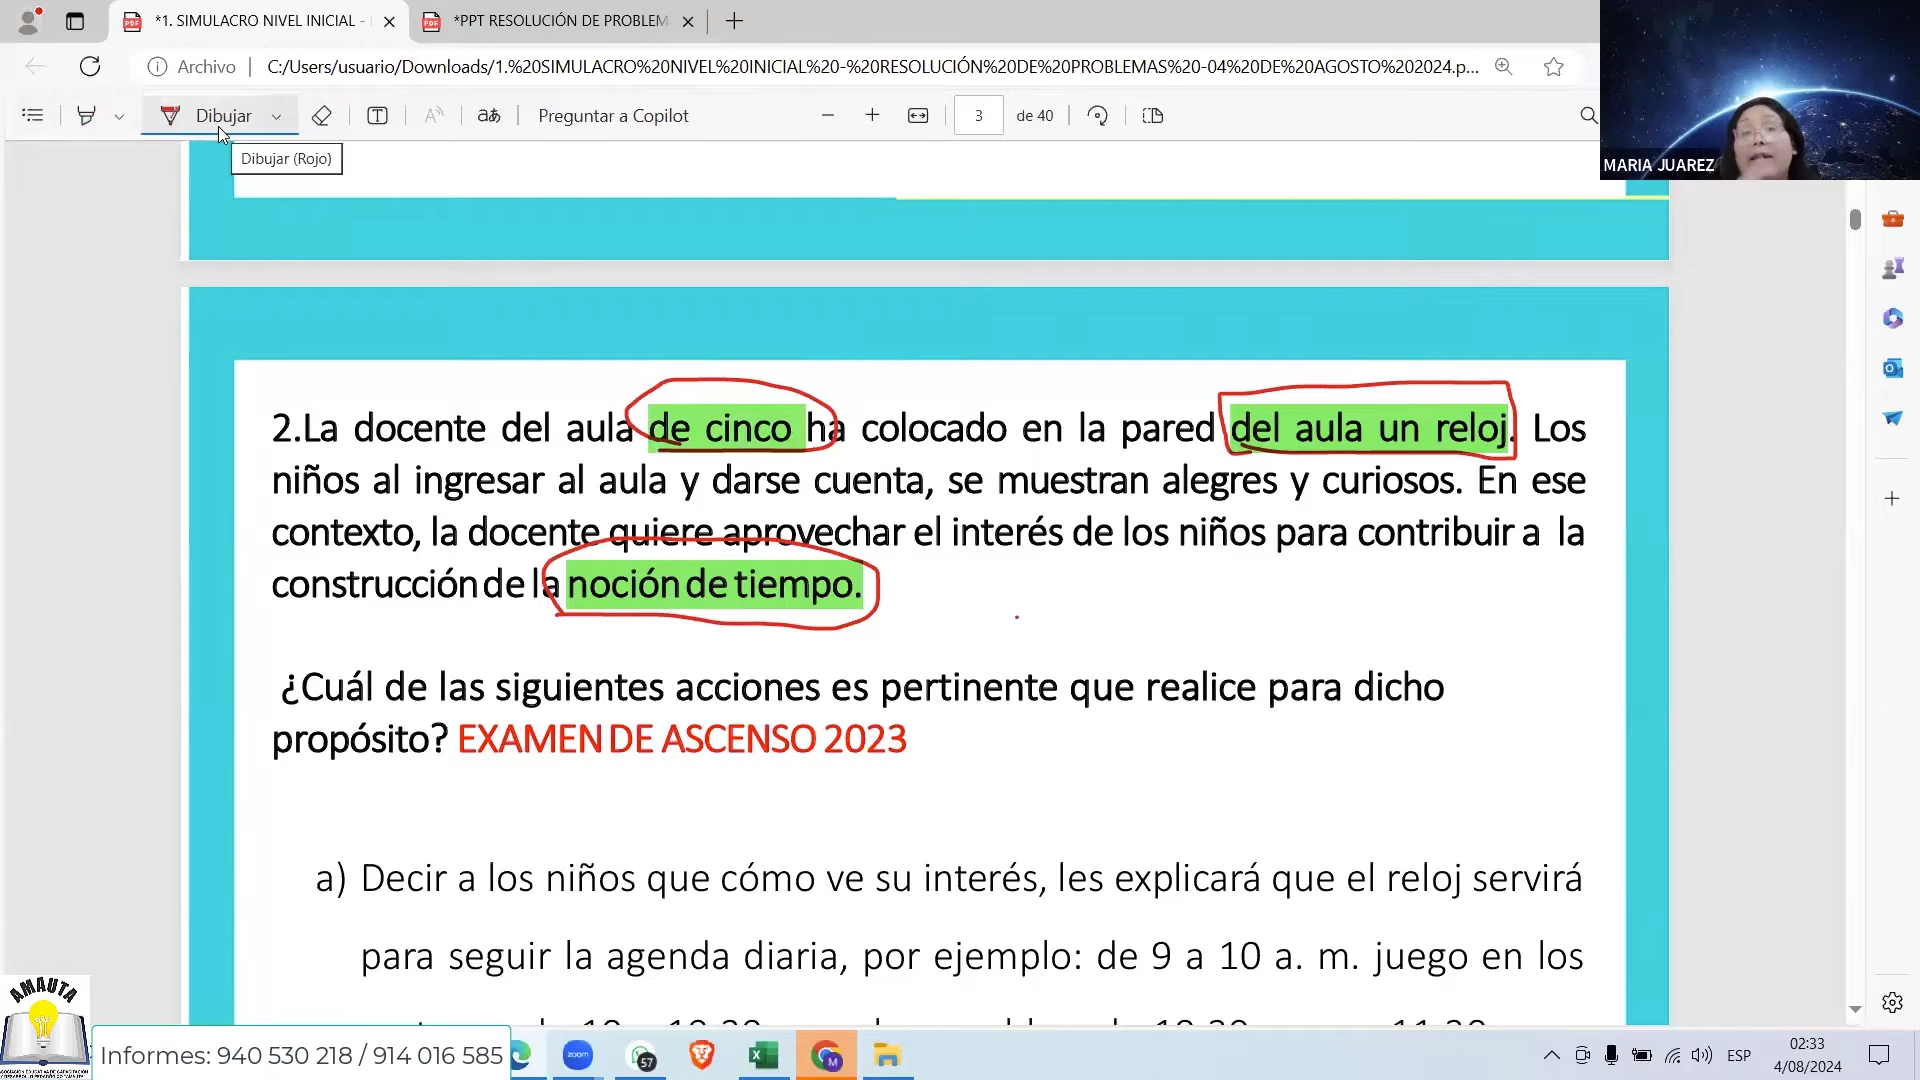 *1. SIMULACRO NIVEL INICIAL -
*PPT RESOLUCIÓN DE PROBLEM
Archivo
C:/Users/usuario/Downloads/1.%20SIMULACRO%20NIVEL%20INICIAL%20-%20RESOLUCIÓN%20DE%20PROBLEMAS%20-04%20DE%20AGOSTO%202024.p...
Dibujar
aあ
Preguntar a Copilot
3 de 40
Dibujar (Rojo)
MARIA JUAREZ
2.La docente del aula de cinco ha colocado en la pared del aula un reloj. Los
niños al ingresar al aula y darse cuenta, se muestran alegres y curiosos. En ese
contexto, la docente quiere aprovechar el interés de los niños para contribuir a la
construcción de la noción de tiempo.
¿Cuál de las siguientes acciones es pertinente que realice para dicho
propósito? EXAMEN DE ASCENSO 2023
a) Decir a los niños que cómo ve su interés, les explicará que el reloj servirá
para seguir la agenda diaria, por ejemplo: de 9 a 10 a. m. juego en los
AMAUTA
Informes: 940 530 218 / 914 016 585
zoom
57
M
ESP
02:33
4/08/2024